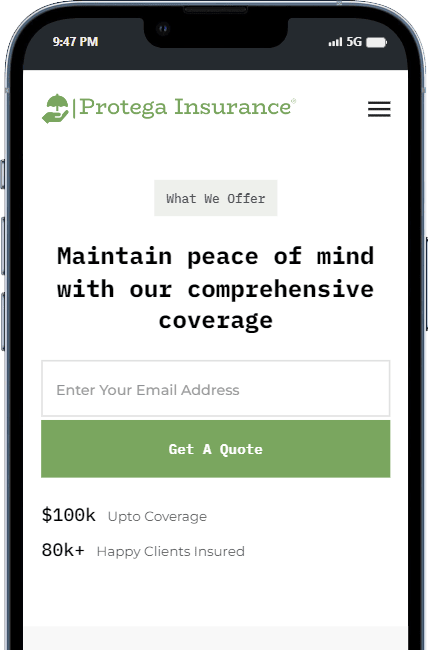 9:47 PM 5G
Protega Insurance
What We Offer
Maintain peace of mind
with our comprehensive
coverage
Enter Your Email Address
Get A Quote
$100k Upto Coverage
80k+ Happy Clients Insured